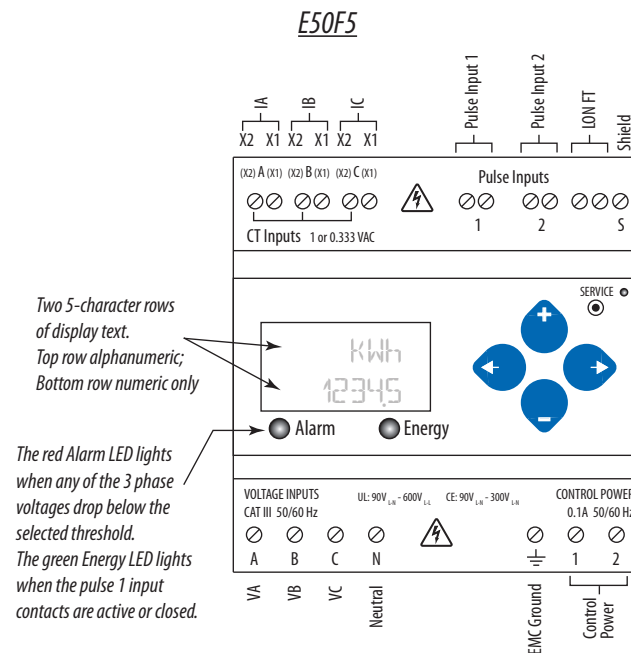 E50F5
IA IB IC Pulse Input 1 Pulse Input 2 LON FT Shield
X2 X1 X2 X1 X2 X1
(X2) A (X1) (X2) B (X1) (X2) C (X1) Pulse Inputs
1 2 S
CT Inputs 1 or 0.333 VAC
SERVICE
Two 5-character rows
of display text.
Top row alphanumeric;
Bottom row numeric only
+
KWh
1234.5
-
Alarm Energy
The red Alarm LED lights
when any of the 3 phase
voltages drop below the
selected threshold.
The green Energy LED lights
when the pulse 1 input
contacts are active or closed.
VOLTAGE INPUTS UL: 90V L-N - 600V L-L CE: 90V L-N - 300V L-N CONTROL POWER
CAT III 50/60 Hz 0.1A 50/60 Hz
A B C N 1 2
VA VB VC Neutral EMC Ground Control Power